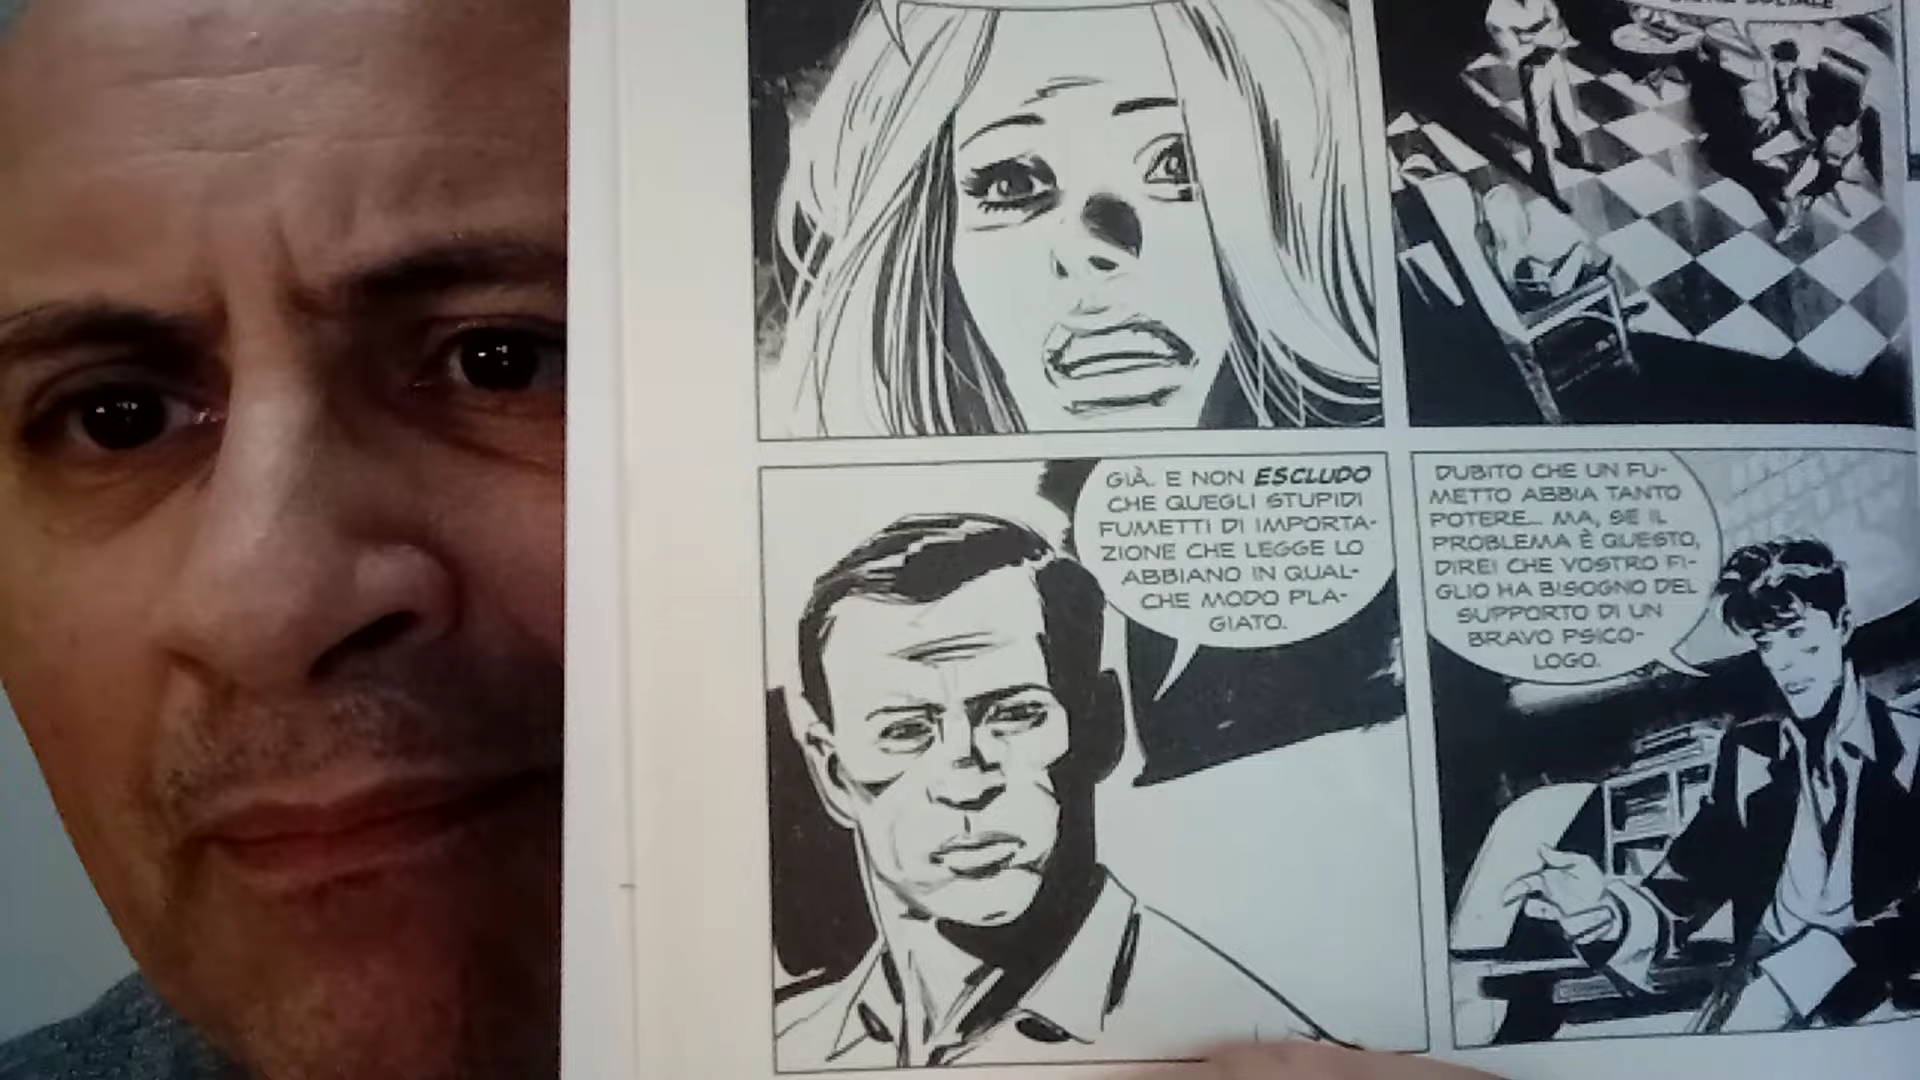 GIÀ. E NON ESCLUDO
CHE QUEGLI STUPIDI
FUMETTI DI IMPORTA-
ZIONE CHE LEGGE LO
ABBIANO IN QUAL-
CHE MODO PLA-
GIATO.
DUBITO CHE UN FU-
METTO ABBIA TANTO
POTERE... MA, SE IL
PROBLEMA È QUESTO,
DIREI CHE VOSTRO FI-
GLIO HA BISOGNO DEL
SUPPORTO DI UN
BRAVO PSICO-
LOGO.